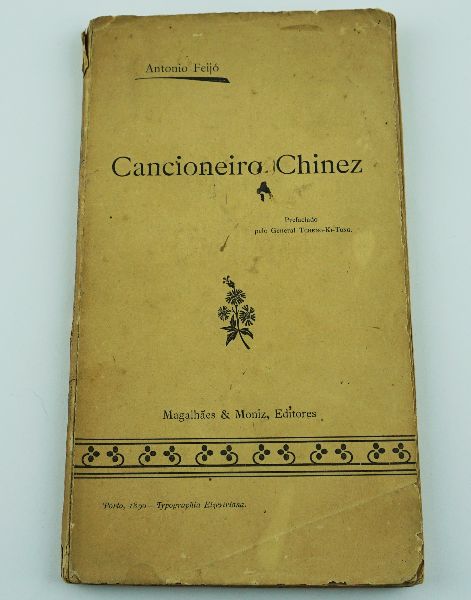 Antonio Feijó
Cancioneiro Chinez
Prefaciado
pelo General Tcheng-Ki-Tong.
Magalhães & Moniz, Editores
Porto, 1890—Typographia Elzeviriana.